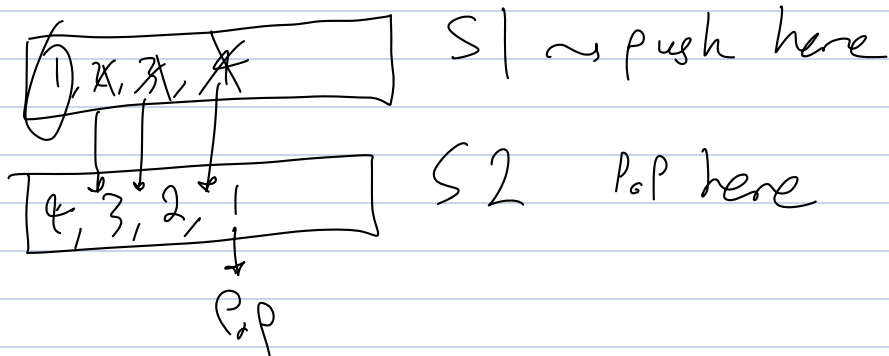 1, 2, 3, 4 S1 ~> push here
4, 3, 2, 1 S2 Pop here
Pop